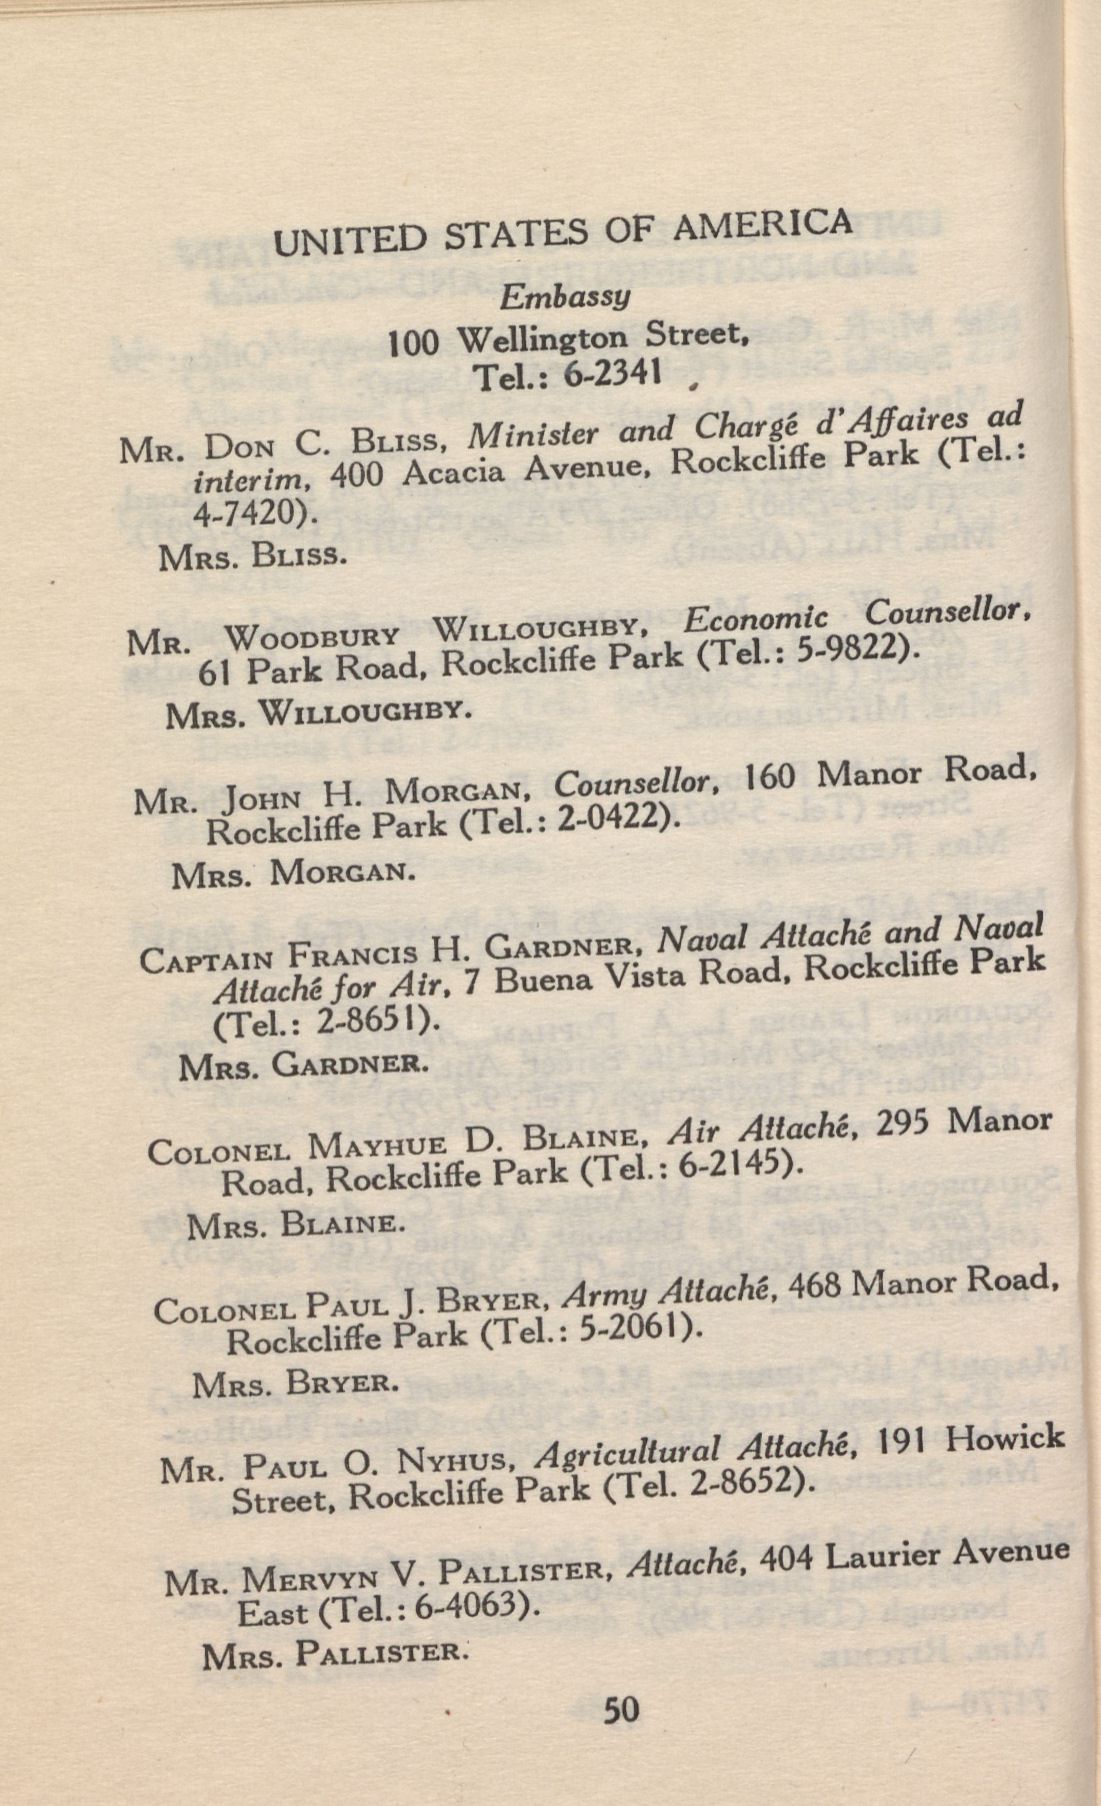 UNITED STATES OF AMERICA
Embassy
100 Wellington Street,
Tel.: 6-2341
MR. DON C. BLISS, Minister and Chargé d'Affaires ad
interim, 400 Acacia Avenue, Rockcliffe Park (Tel.:
4-7420).
MRS. BLISS.
MR. WOODBURY WILLOUGHBY, Economic Counsellor,
61 Park Road, Rockcliffe Park (Tel.: 5-9822).
MRS. WILLOUGHBY.
MR. JOHN H. MORGAN, Counsellor, 160 Manor Road,
Rockcliffe Park (Tel.: 2-0422).
MRS. MORGAN.
CAPTAIN FRANCIS H. GARDNER, Naval Attaché and Naval
Attaché for Air, 7 Buena Vista Road, Rockcliffe Park
(Tel.: 2-8651).
MRS. GARDNER.
COLONEL MAYHUE D. BLAINE, Air Attaché, 295 Manor
Road, Rockcliffe Park (Tel.: 6-2145).
MRS. BLAINE.
COLONEL PAUL J. BRYER, Army Attaché, 468 Manor Road,
Rockcliffe Park (Tel.: 5-2061).
MRS. BRYER.
MR. PAUL O. NYHUS, Agricultural Attaché, 191 Howick
Street, Rockcliffe Park (Tel. 2-8652).
MR. MERVYN V. PALLISTER, Attaché, 404 Laurier Avenue
East (Tel.: 6-4063).
MRS. PALLISTER.
50